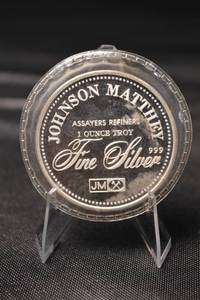 JOHNSON MATTHEY
ASSAYERS REFINERS
1 OUNCE TROY
999
Fine Silver
JM